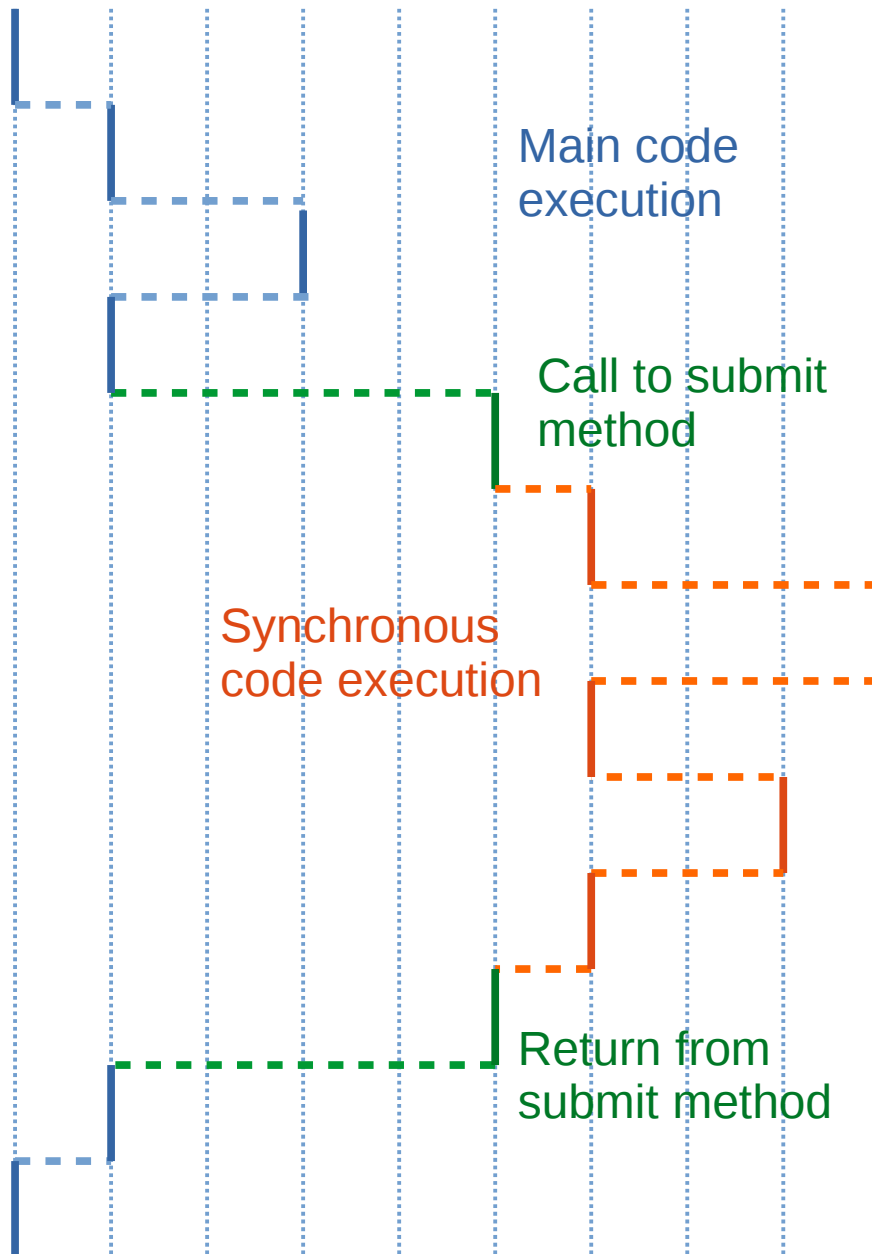 Main code
execution
Call to submit
method
Synchronous
code execution
Return from
submit method